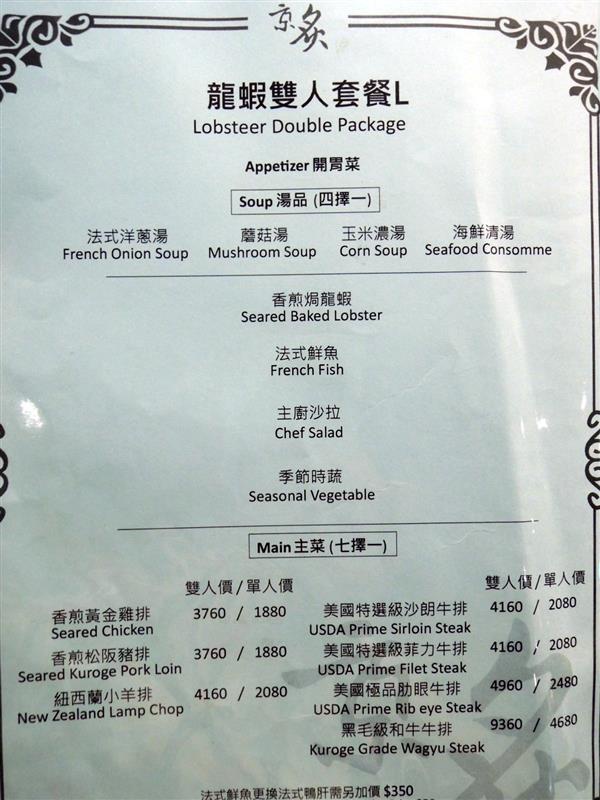 京炙
龍蝦雙人套餐L
Lobsteer Double Package
Appetizer 開胃菜
Soup 湯品 (四擇一)
法式洋蔥湯 蘑菇湯 玉米濃湯 海鮮清湯
French Onion Soup Mushroom Soup Corn Soup Seafood Consomme
香煎焗龍蝦
Seared Baked Lobster
法式鮮魚
French Fish
主廚沙拉
Chef Salad
季節時蔬
Seasonal Vegetable
Main 主菜 (七擇一)
雙人價 / 單人價 雙人價 / 單人價
香煎黃金雞排 3760 / 1880 美國特選級沙朗牛排 4160 / 2080
Seared Chicken USDA Prime Sirloin Steak
香煎松阪豬排 3760 / 1880 美國特選級菲力牛排 4160 / 2080
Seared Kuroge Pork Loin USDA Prime Filet Steak
紐西蘭小羊排 4160 / 2080 美國極品肋眼牛排 4960 / 2480
New Zealand Lamp Chop USDA Prime Rib eye Steak
黑毛級和牛牛排 9360 / 4680
Kuroge Grade Wagyu Steak
法式鮮魚更換法式鴨肝需另加價 $350